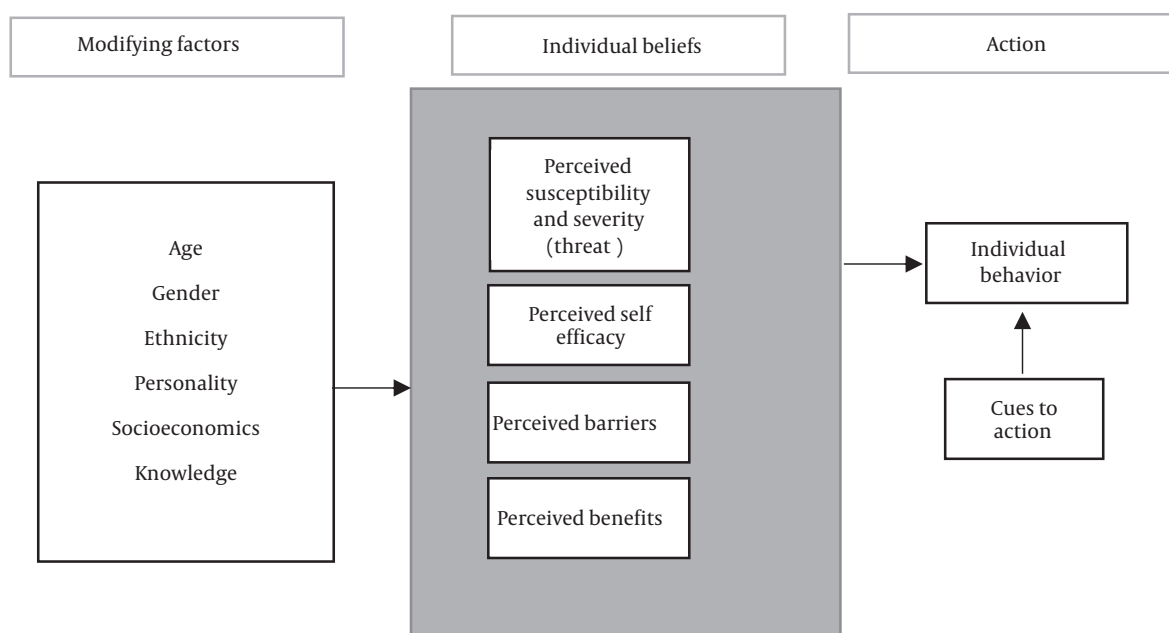 Modifying factors
Individual beliefs
Action
Age
Gender
Ethnicity
Personality
Socioeconomics
Knowledge
Perceived
susceptibility
and severity
(threat )
Perceived self
efficacy
Perceived barriers
Perceived benefits
Individual
behavior
Cues to
action